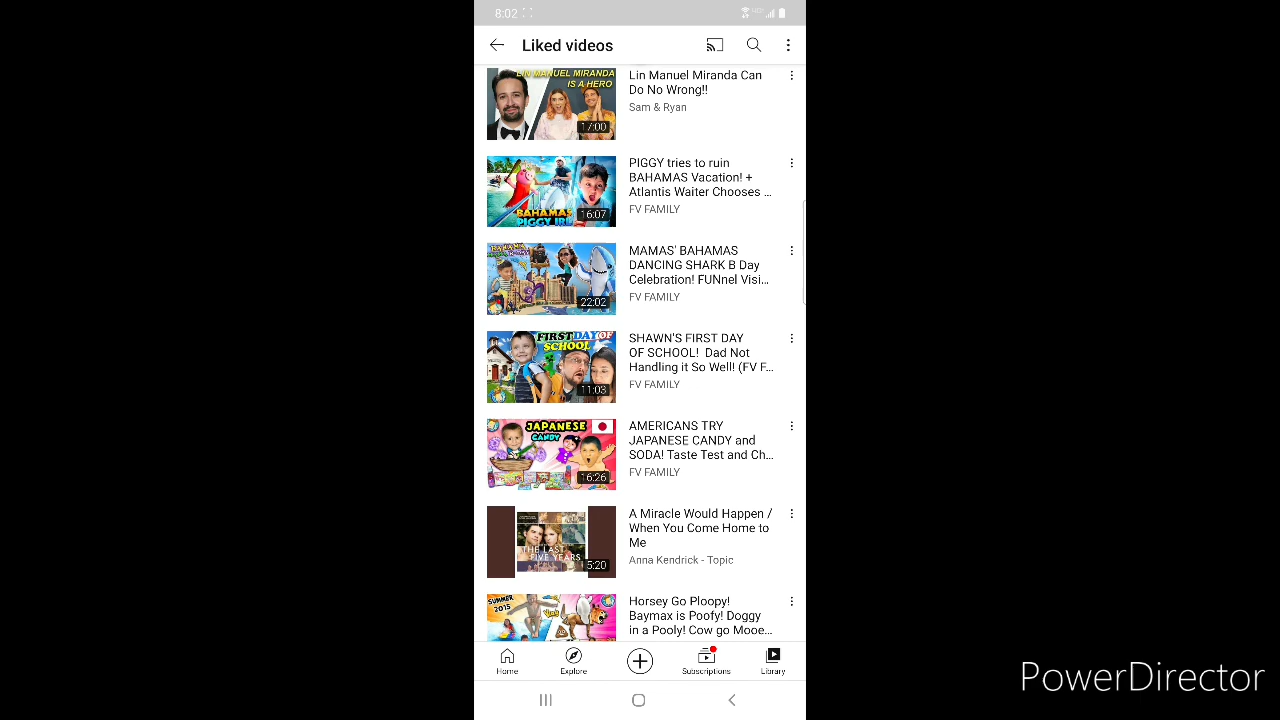 8:02
Liked videos
LIN MANUEL MIRANDA
IS A HERO
17:00
Lin Manuel Miranda Can
Do No Wrong!!
Sam & Ryan
BAHAMAS
PIGGY IRL
16:07
PIGGY tries to ruin
BAHAMAS Vacation! +
Atlantis Waiter Chooses ...
FV FAMILY
22:02
MAMAS' BAHAMAS
DANCING SHARK B Day
Celebration! FUNnel Visi...
FV FAMILY
FIRST DAY OF
SCHOOL
11:03
SHAWN'S FIRST DAY
OF SCHOOL!  Dad Not
Handling it So Well! (FV F...
FV FAMILY
JAPANESE
CANDY
16:26
AMERICANS TRY
JAPANESE CANDY and
SODA! Taste Test and Ch...
FV FAMILY
THE LAST
FIVE YEARS
5:20
A Miracle Would Happen /
When You Come Home to
Me
Anna Kendrick - Topic
SUMMER
2015
Horsey Go Ploopy!
Baymax is Poofy! Doggy
in a Pooly! Cow go Mooe...
Home
Explore
Subscriptions
Library
PowerDirector